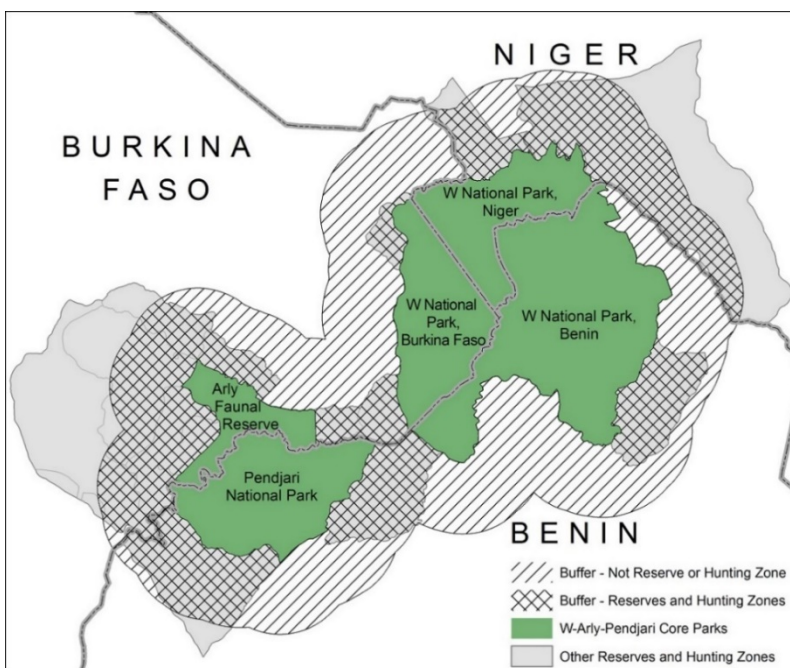 NIGER
BURKINA
FASO
W National Park,
Niger
W National
Park,
Burkina Faso
W National Park,
Benin
Arly
Faunal
Reserve
Pendjari
National Park
BENIN
Buffer - Not Reserve or Hunting Zone
Buffer - Reserves and Hunting Zones
W-Arly-Pendjari Core Parks
Other Reserves and Hunting Zones